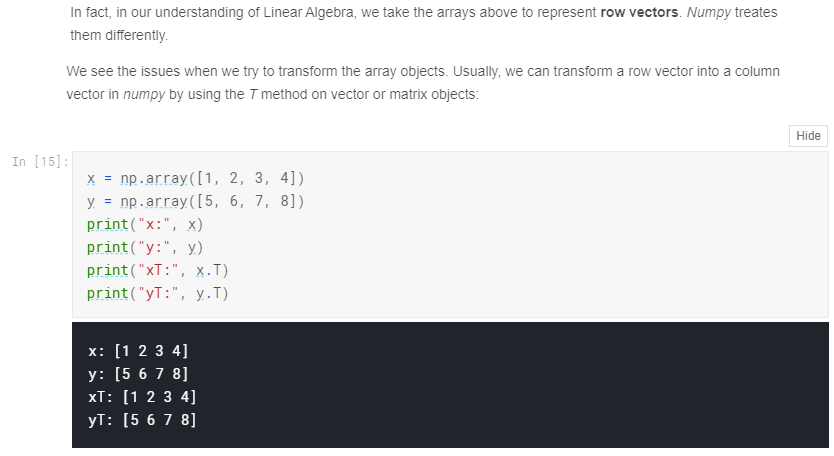 In fact, in our understanding of Linear Algebra, we take the arrays above to represent row vectors. Numpy treates
them differently.
We see the issues when we try to transform the array objects. Usually, we can transform a row vector into a column
vector in numpy by using the T method on vector or matrix objects:
Hide
In [15]:
x = np.array([1, 2, 3, 4])
y = np.array([5, 6, 7, 8])
print("x:", x)
print("y:", y)
print("xT:", x.T)
print("yT:", y.T)
x: [1 2 3 4]
y: [5 6 7 8]
xT: [1 2 3 4]
yT: [5 6 7 8]